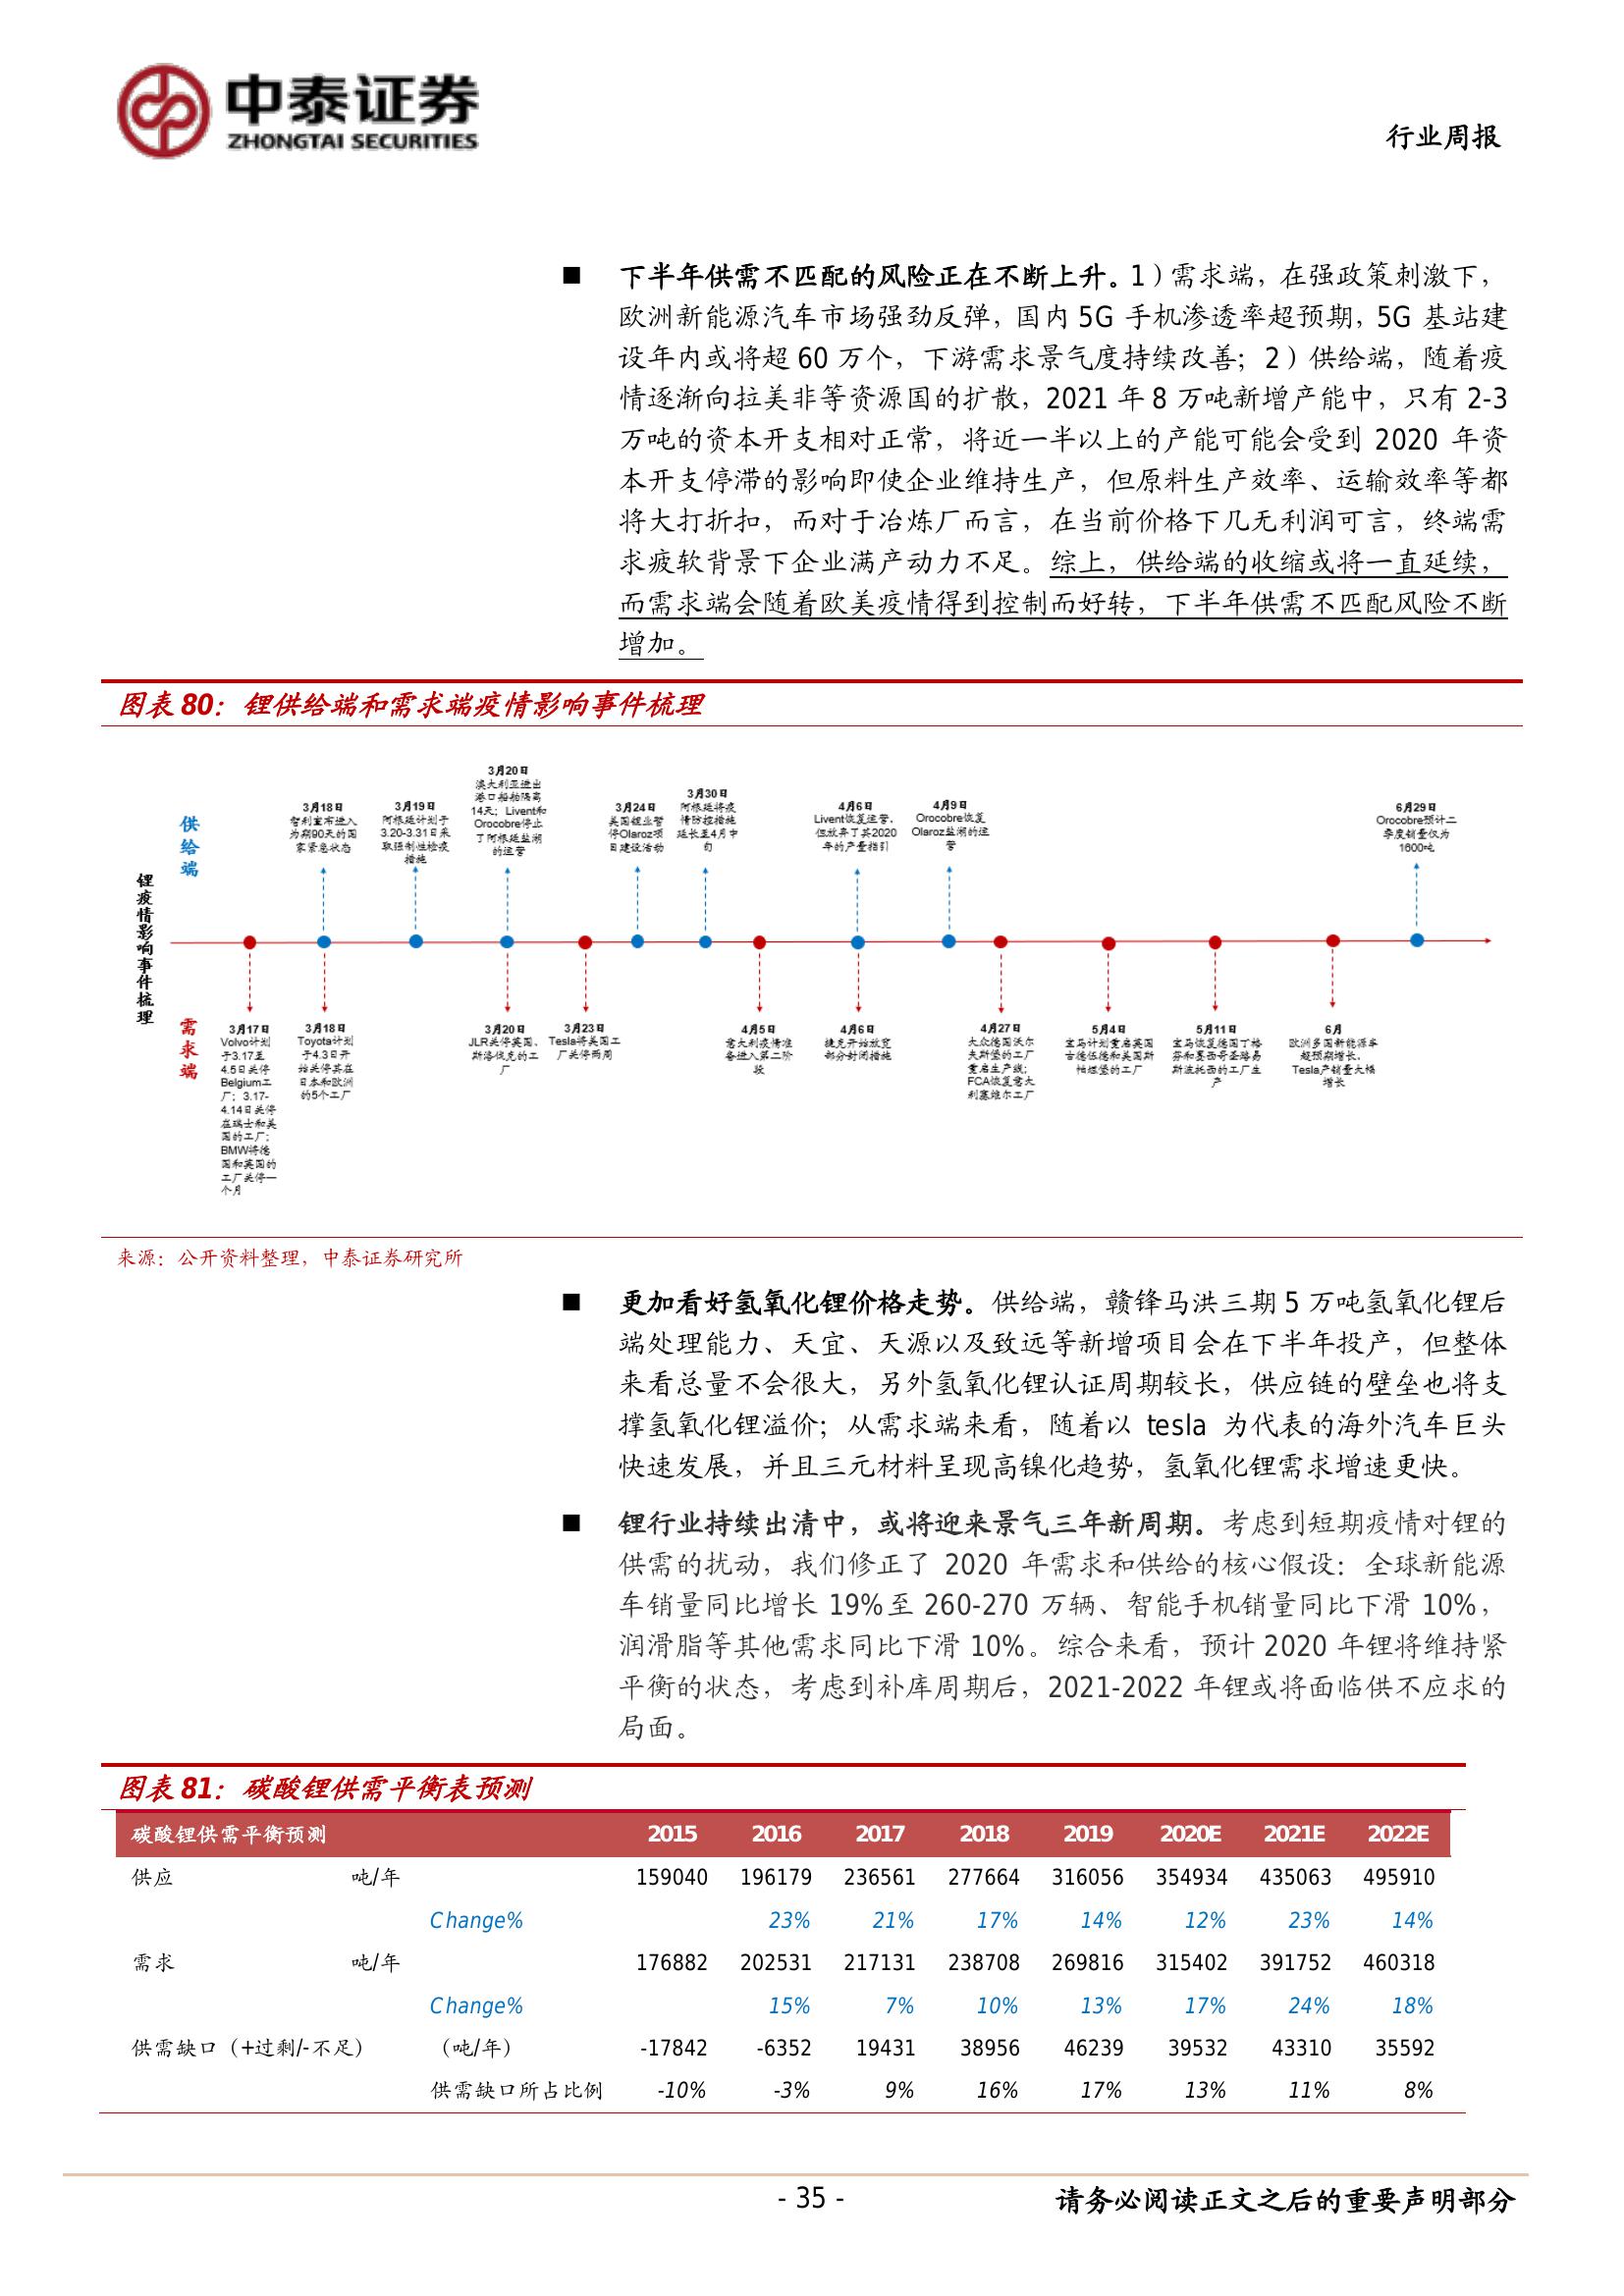 中泰证券
ZHONGTAI SECURITIES
行业周报
■ 下半年供需不匹配的风险正在不断上升。1）需求端，在强政策刺激下，
欧洲新能源汽车市场强劲反弹，国内 5G 手机渗透率超预期，5G 基站建
设年内或将超 60 万个，下游需求景气度持续改善；2）供给端，随着疫
情逐渐向拉美非等资源国的扩散，2021 年 8 万吨新增产能中，只有 2-3
万吨的资本开支相对正常，将近一半以上的产能可能会受到 2020 年资
本开支停滞的影响即使企业维持生产，但原料生产效率、运输效率等都
将大打折扣，而对于冶炼厂而言，在当前价格下几无利润可言，终端需
求疲软背景下企业满产动力不足。综上，供给端的收缩或将一直延续，
而需求端会随着欧美疫情得到控制而好转，下半年供需不匹配风险不断
增加。
图表 80：锂供给端和需求端疫情影响事件梳理
锂疫情影响事件梳理
供给端
3月18日
智利宣布进入
为期90天的国
家紧急状态
3月19日
阿根廷计划于
3.20-3.31日采
取强制性检疫
措施
3月20日
澳大利亚进出
港口船舶隔离
14天；Livent和
Orocobre停止
了阿根廷盐湖
的运营
3月24日
美国锂业暂
停Olaroz项
目建设活动
3月30日
阿根廷将疫
情防控措施
延长至4月中
旬
4月6日
Livent恢复运营，
但放弃了其2020
年的产量指引
4月9日
Orocobre恢复
Olaroz盐湖的运
营
6月29日
Orocobre预计二
季度销量仅为
1600吨
需求端
3月17日
Volvo计划
于3.17至
4.5日关停
Belgium工
厂；3.17-
4.14日关停
在瑞士和美
国的工厂；
BMW将德
国和英国的
工厂关停一
个月
3月18日
Toyota计划
于4.3日开
始关停其在
日本和欧洲
的5个工厂
3月20日
JLR关停英国、
斯洛伐克的工
厂
3月23日
Tesla将美国工
厂关停两周
4月5日
意大利疫情准
备进入第二阶
段
4月6日
捷克开始放宽
部分封闭措施
4月27日
大众德国沃尔
夫斯堡的工厂
重启生产线；
FCA恢复意大
利塞维尔工厂
5月4日
宝马计划重启英国
古德伍德和美国斯
帕坦堡的工厂
5月11日
宝马恢复德国丁格
芬和墨西哥圣路易
斯波托西的工厂生
产
6月
欧洲多国新能源车
超预期增长，
Tesla产销量大幅
增长
来源：公开资料整理，中泰证券研究所
■ 更加看好氢氧化锂价格走势。供给端，赣锋马洪三期 5 万吨氢氧化锂后
端处理能力、天宜、天源以及致远等新增项目会在下半年投产，但整体
来看总量不会很大，另外氢氧化锂认证周期较长，供应链的壁垒也将支
撑氢氧化锂溢价；从需求端来看，随着以 tesla 为代表的海外汽车巨头
快速发展，并且三元材料呈现高镍化趋势，氢氧化锂需求增速更快。
■ 锂行业持续出清中，或将迎来景气三年新周期。考虑到短期疫情对锂的
供需的扰动，我们修正了 2020 年需求和供给的核心假设：全球新能源
车销量同比增长 19%至 260-270 万辆、智能手机销量同比下滑 10%，
润滑脂等其他需求同比下滑 10%。综合来看，预计 2020 年锂将维持紧
平衡的状态，考虑到补库周期后，2021-2022 年锂或将面临供不应求的
局面。
图表 81：碳酸锂供需平衡表预测
碳酸锂供需平衡预测 2015 2016 2017 2018 2019 2020E 2021E 2022E
供应 吨/年 159040 196179 236561 277664 316056 354934 435063 495910
Change% 23% 21% 17% 14% 12% 23% 14%
需求 吨/年 176882 202531 217131 238708 269816 315402 391752 460318
Change% 15% 7% 10% 13% 17% 24% 18%
供需缺口（+过剩/-不足） （吨/年） -17842 -6352 19431 38956 46239 39532 43310 35592
供需缺口所占比例 -10% -3% 9% 16% 17% 13% 11% 8%
- 35 -
请务必阅读正文之后的重要声明部分